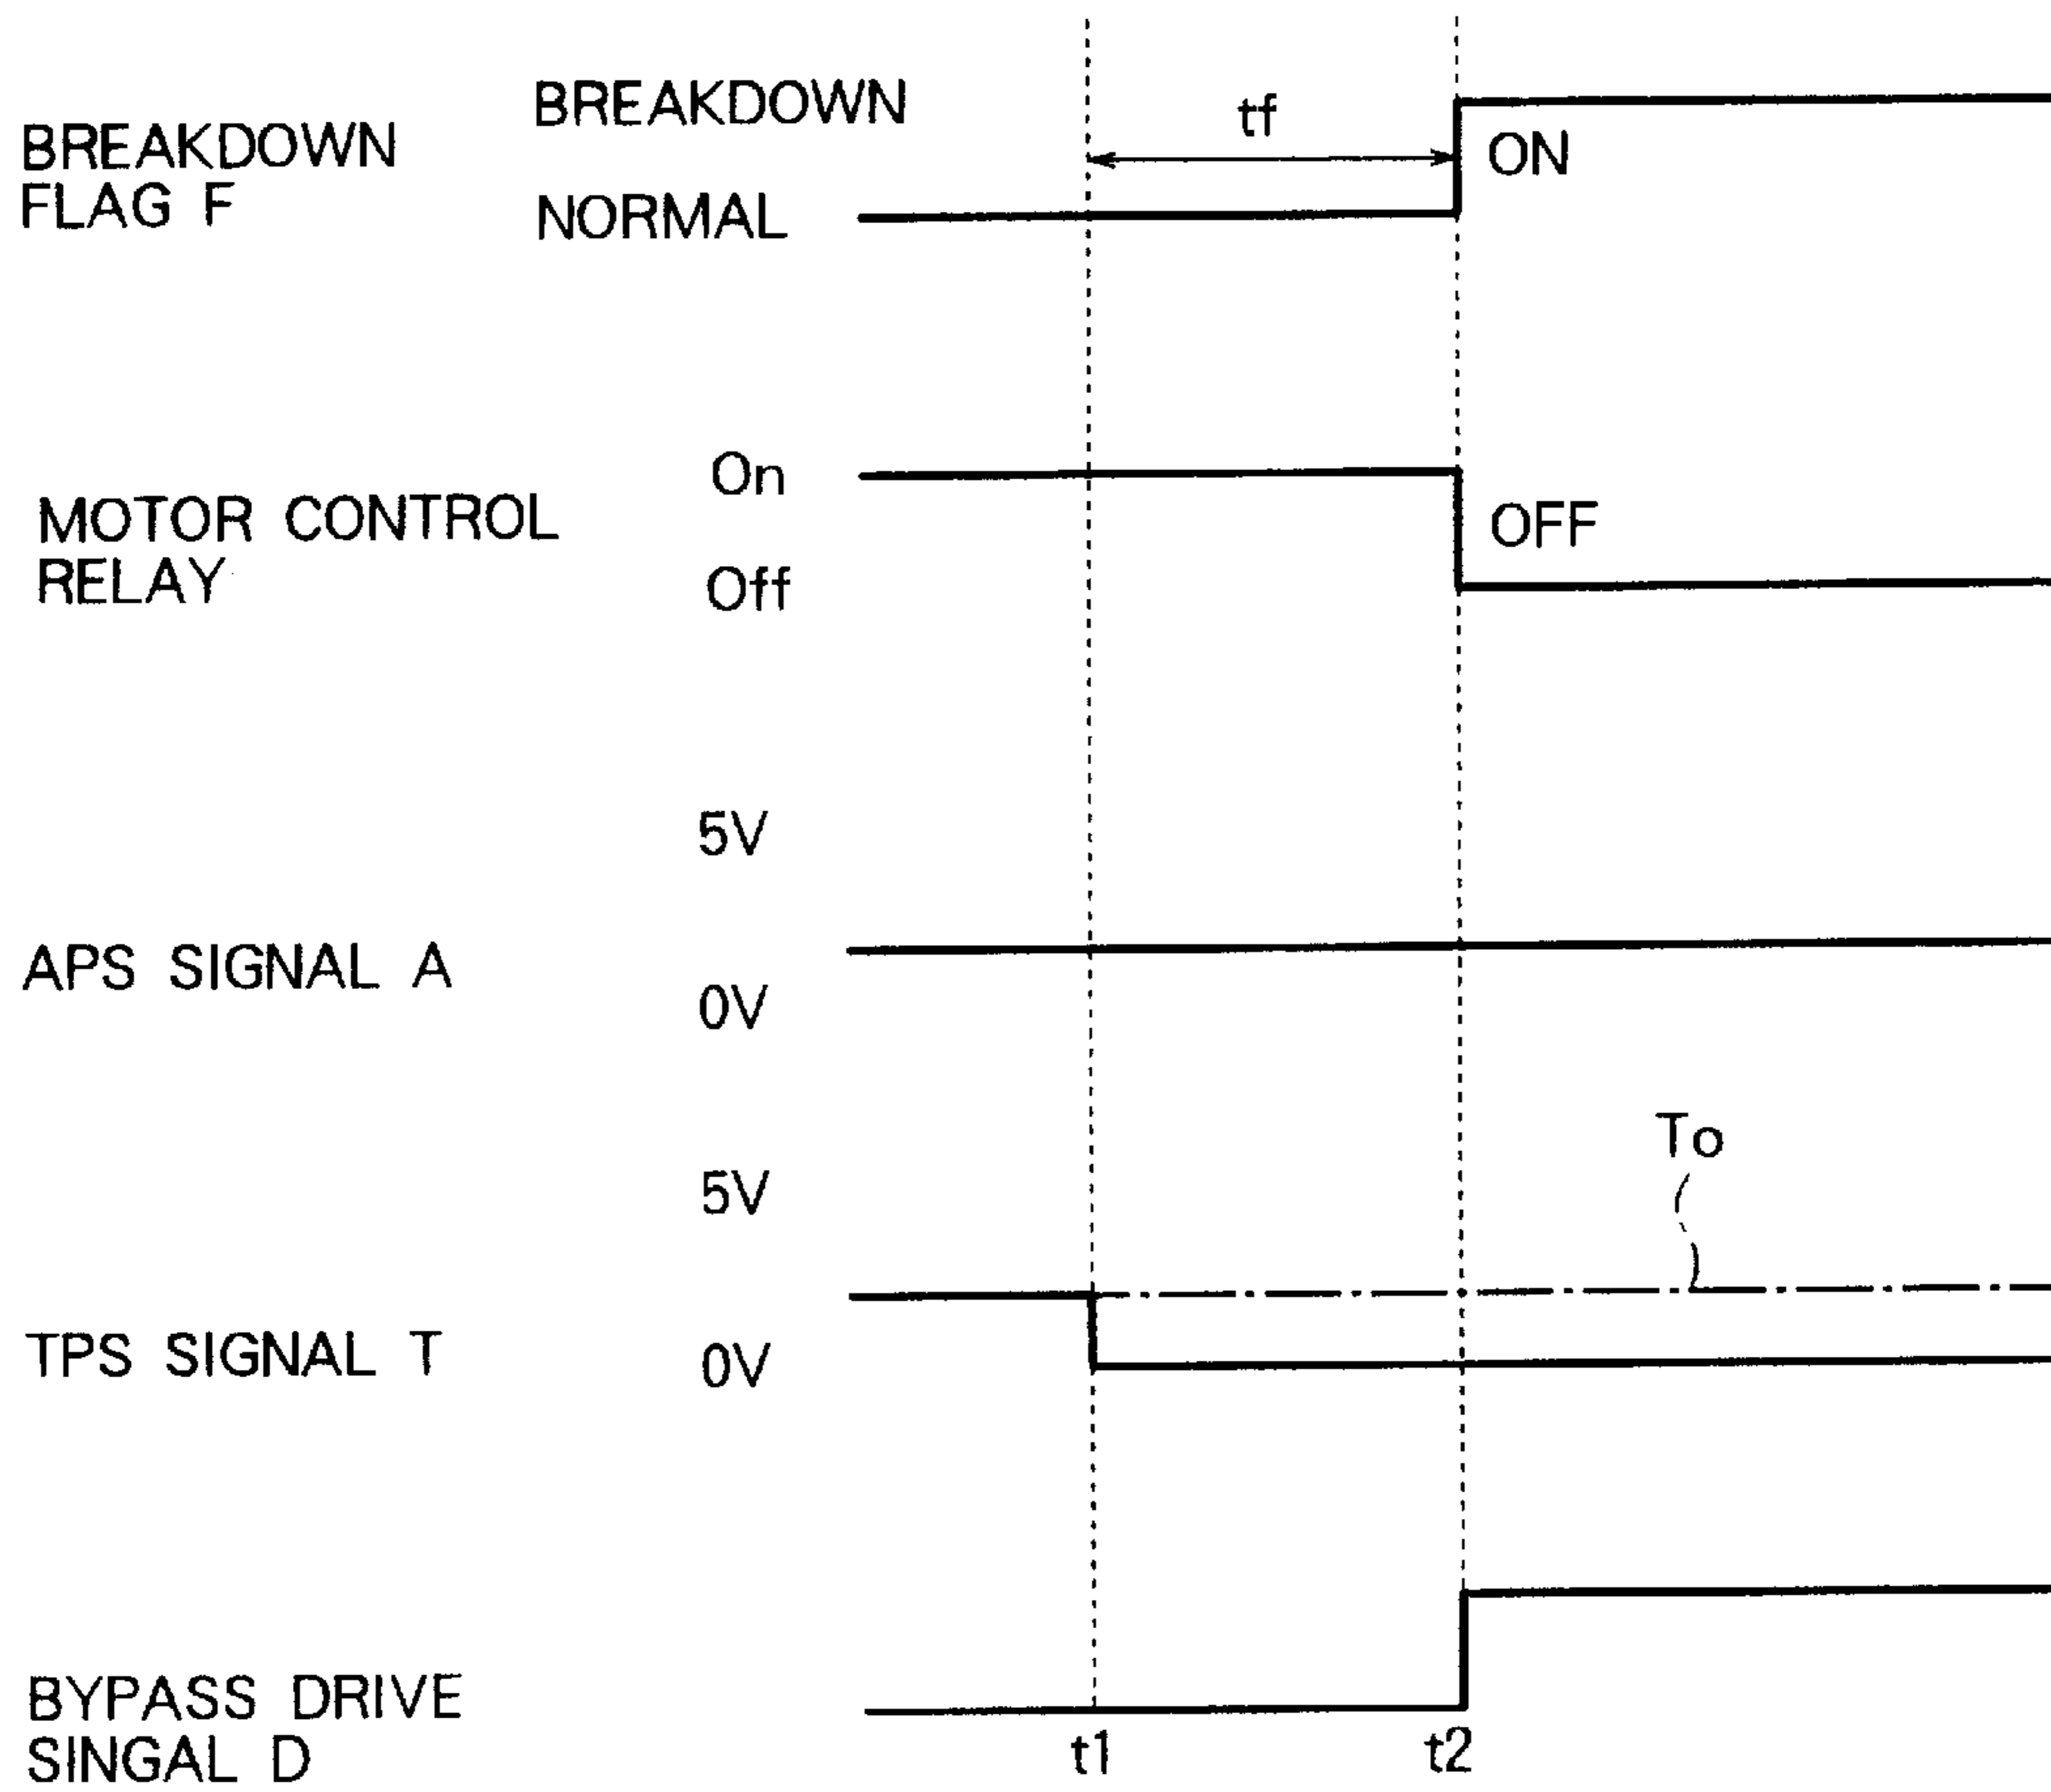 BREAKDOWN
FLAG F
BREAKDOWN
NORMAL
tf
ON
MOTOR CONTROL
RELAY
On
Off
OFF
5V
APS SIGNAL A
0V
To
5V
TPS SIGNAL T
0V
BYPASS DRIVE
SINGAL D
t1
t2